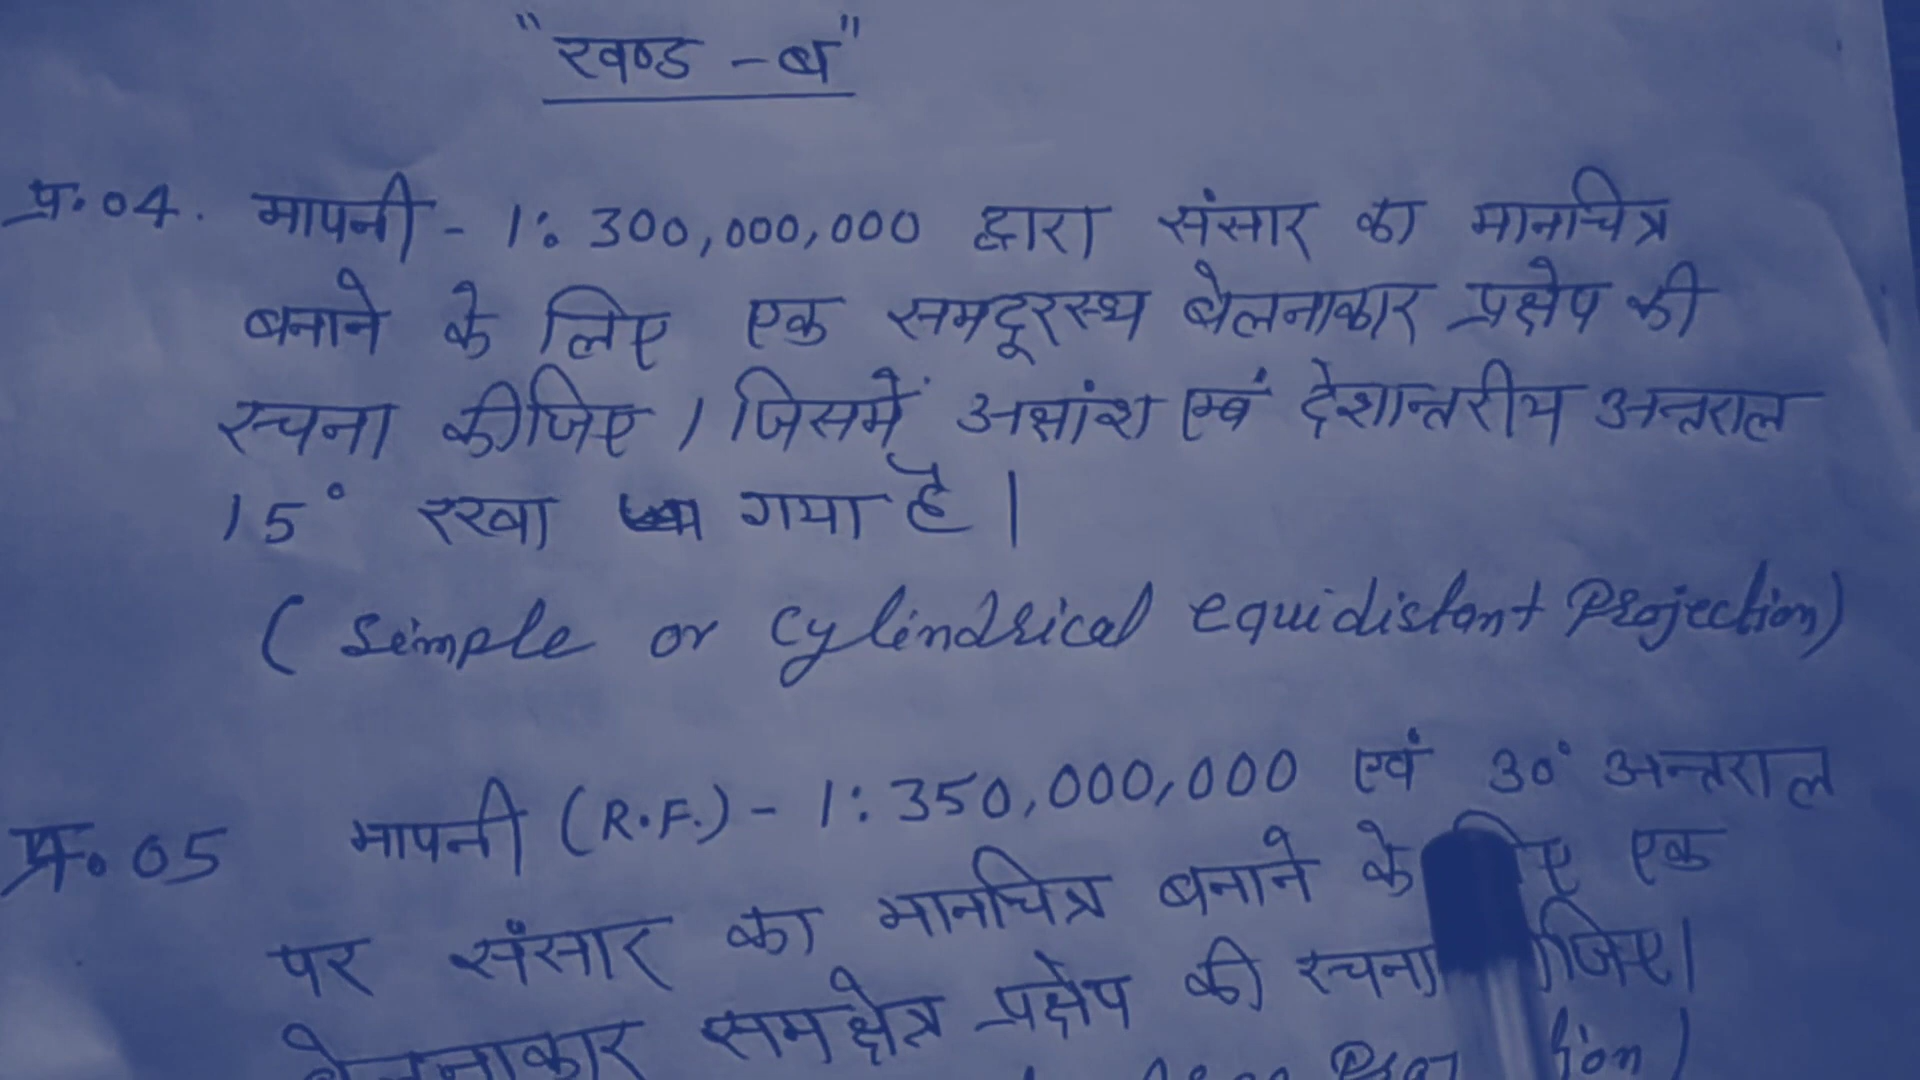 "खण्ड - ब"
प्र. 04. मापनी - 1: 300,000,000 द्वारा संसार का मानचित्र
बनाने के लिए एक समदूरस्थ बेलनाकार प्रक्षेप की
रचना कीजिए। जिसमें अक्षांश एवं देशान्तरीय अन्तराल
15° रखा गया है।
(Simple or Cylindrical equidistant Projection)
प्र. 05 मापनी (R.F.) - 1: 350,000,000 एवं 30° अन्तराल
पर संसार का मानचित्र बनाने के एक
बेलनाकार समक्षेत्र प्रक्षेप की रचना